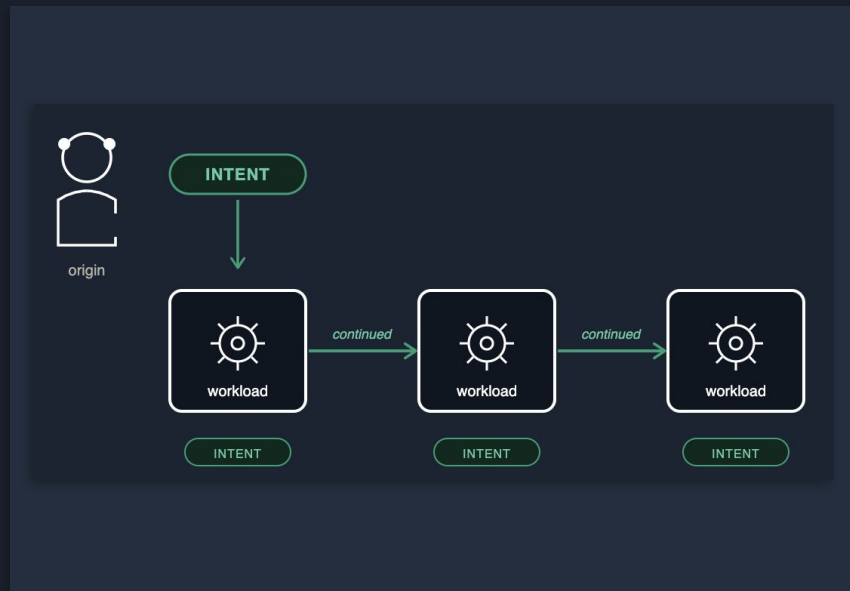 INTENT
origin
continued
continued
workload
workload
workload
INTENT
INTENT
INTENT